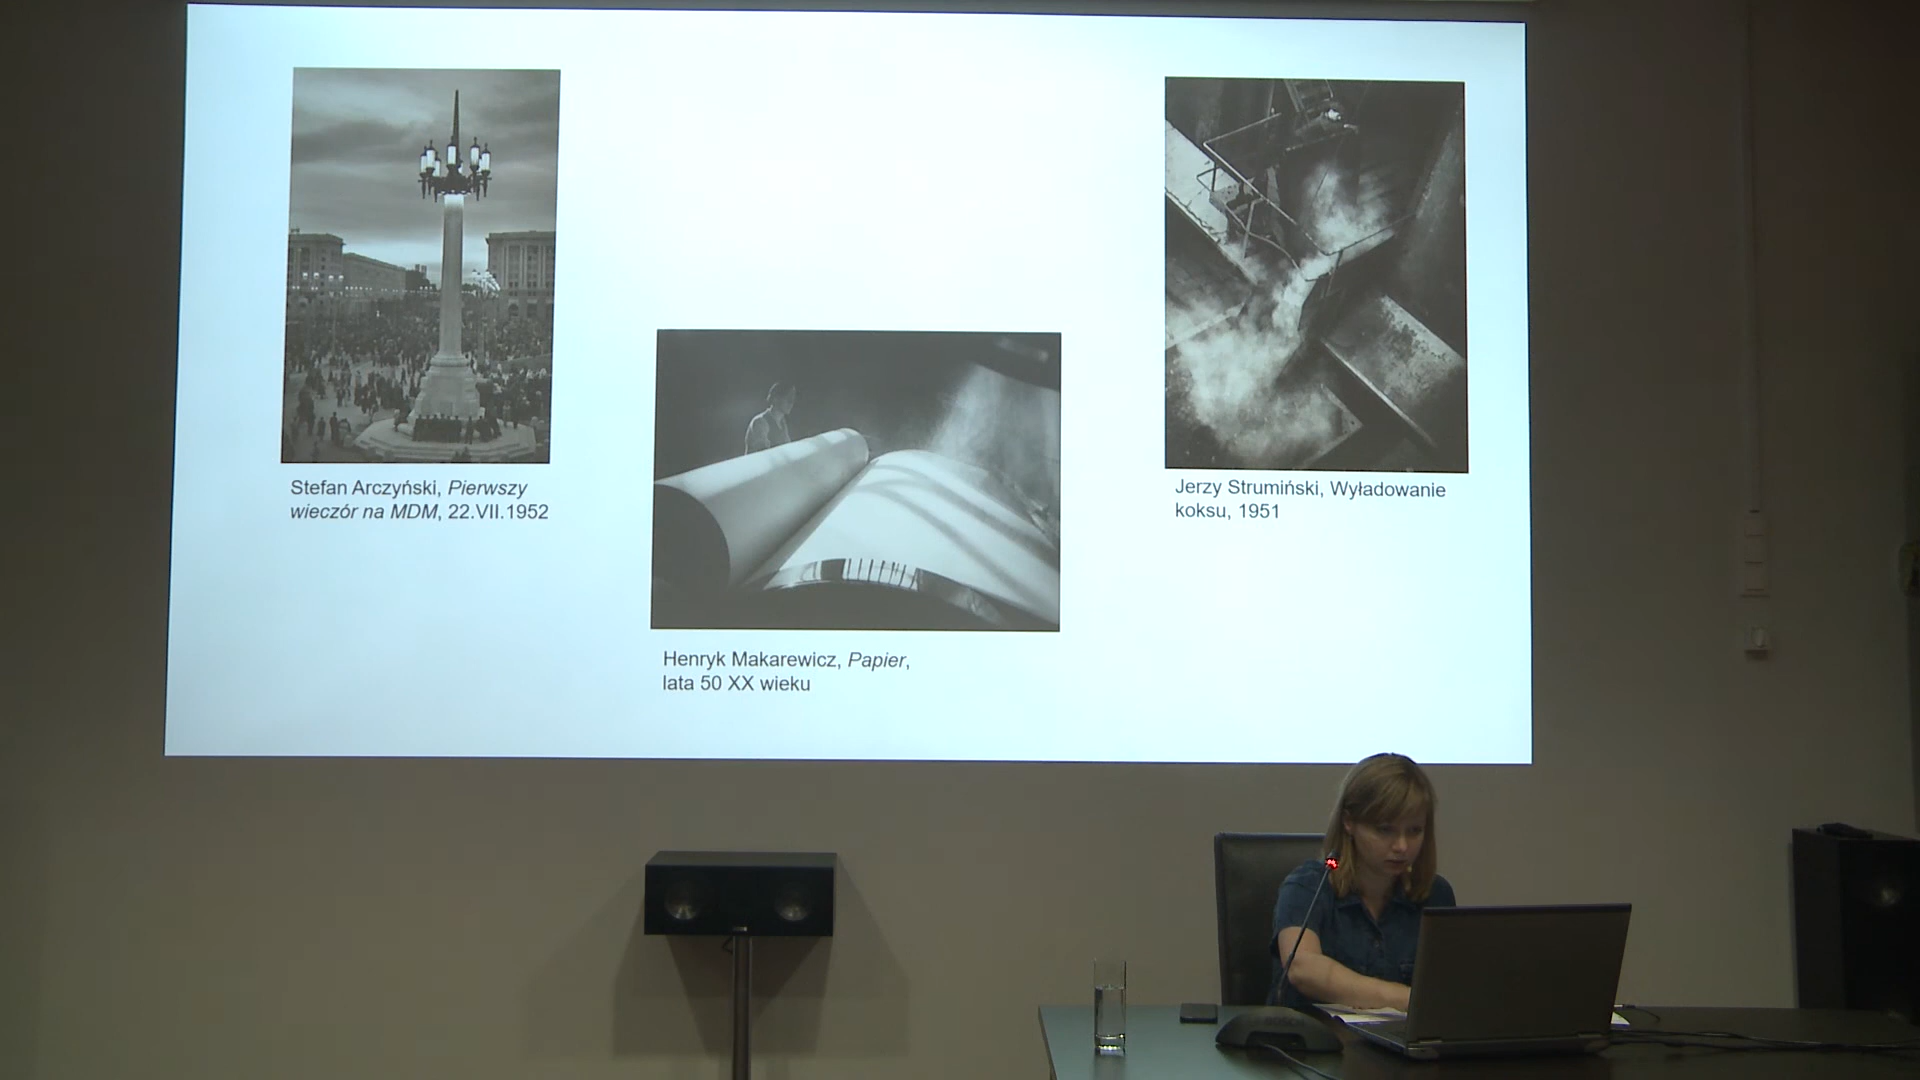 Stefan Arczyński, Pierwszy
wieczór na MDM, 22.VII.1952
Henryk Makarewicz, Papier,
lata 50 XX wieku
Jerzy Strumiński, Wyładowanie
koksu, 1951